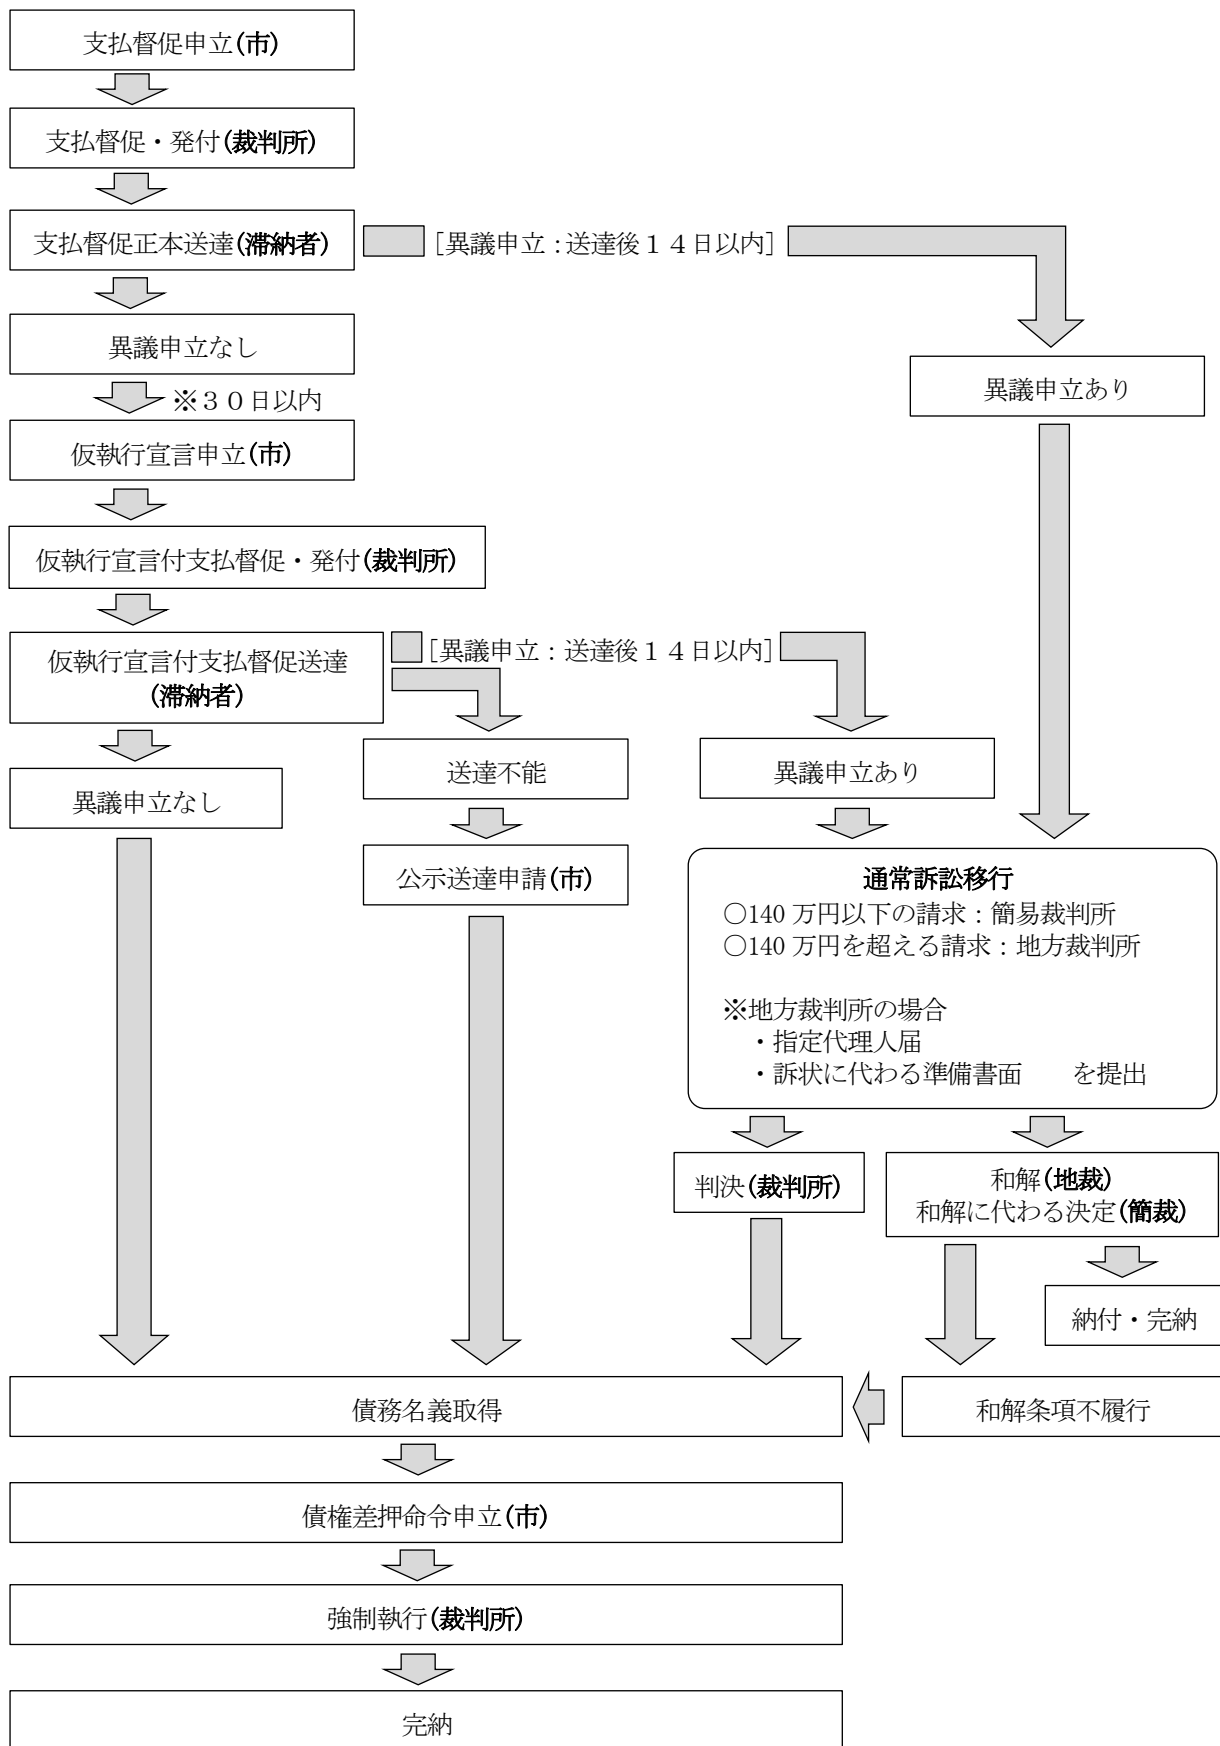 支払督促申立(市)
支払督促・発付(裁判所)
支払督促正本送達(滞納者)
[異議申立:送達後１４日以内]
異議申立なし
異議申立あり
※３０日以内
仮執行宣言申立(市)
仮執行宣言付支払督促・発付(裁判所)
仮執行宣言付支払督促送達
(滞納者)
[異議申立:送達後１４日以内]
送達不能
異議申立あり
異議申立なし
公示送達申請(市)
通常訴訟移行
○140 万円以下の請求:簡易裁判所
○140 万円を超える請求:地方裁判所
※地方裁判所の場合
・指定代理人届
・訴状に代わる準備書面　　を提出
判決(裁判所)
和解(地裁)
和解に代わる決定(簡裁)
納付・完納
債務名義取得
和解条項不履行
債権差押命令申立(市)
強制執行(裁判所)
完納